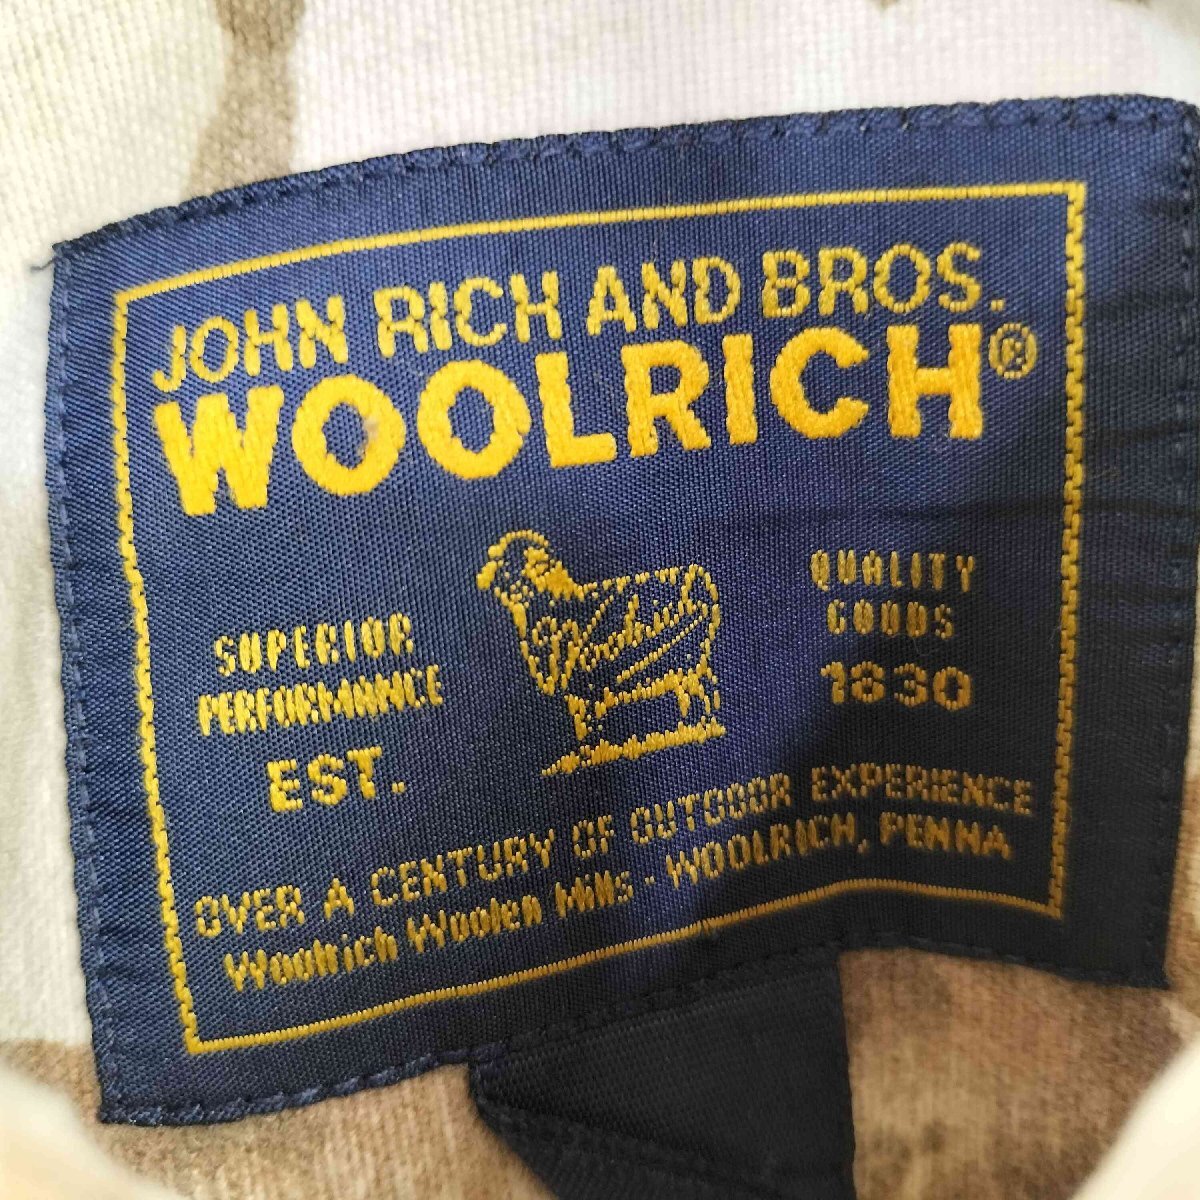 JOHN RICH AND BROS.
WOOLRICH®
SUPERIOR
PERFORMANCE
EST.
Woolrich
QUALITY
GOODS
1830
OVER A CENTURY OF OUTDOOR EXPERIENCE
Woolrich Woolen Mills - WOOLRICH, PENNA